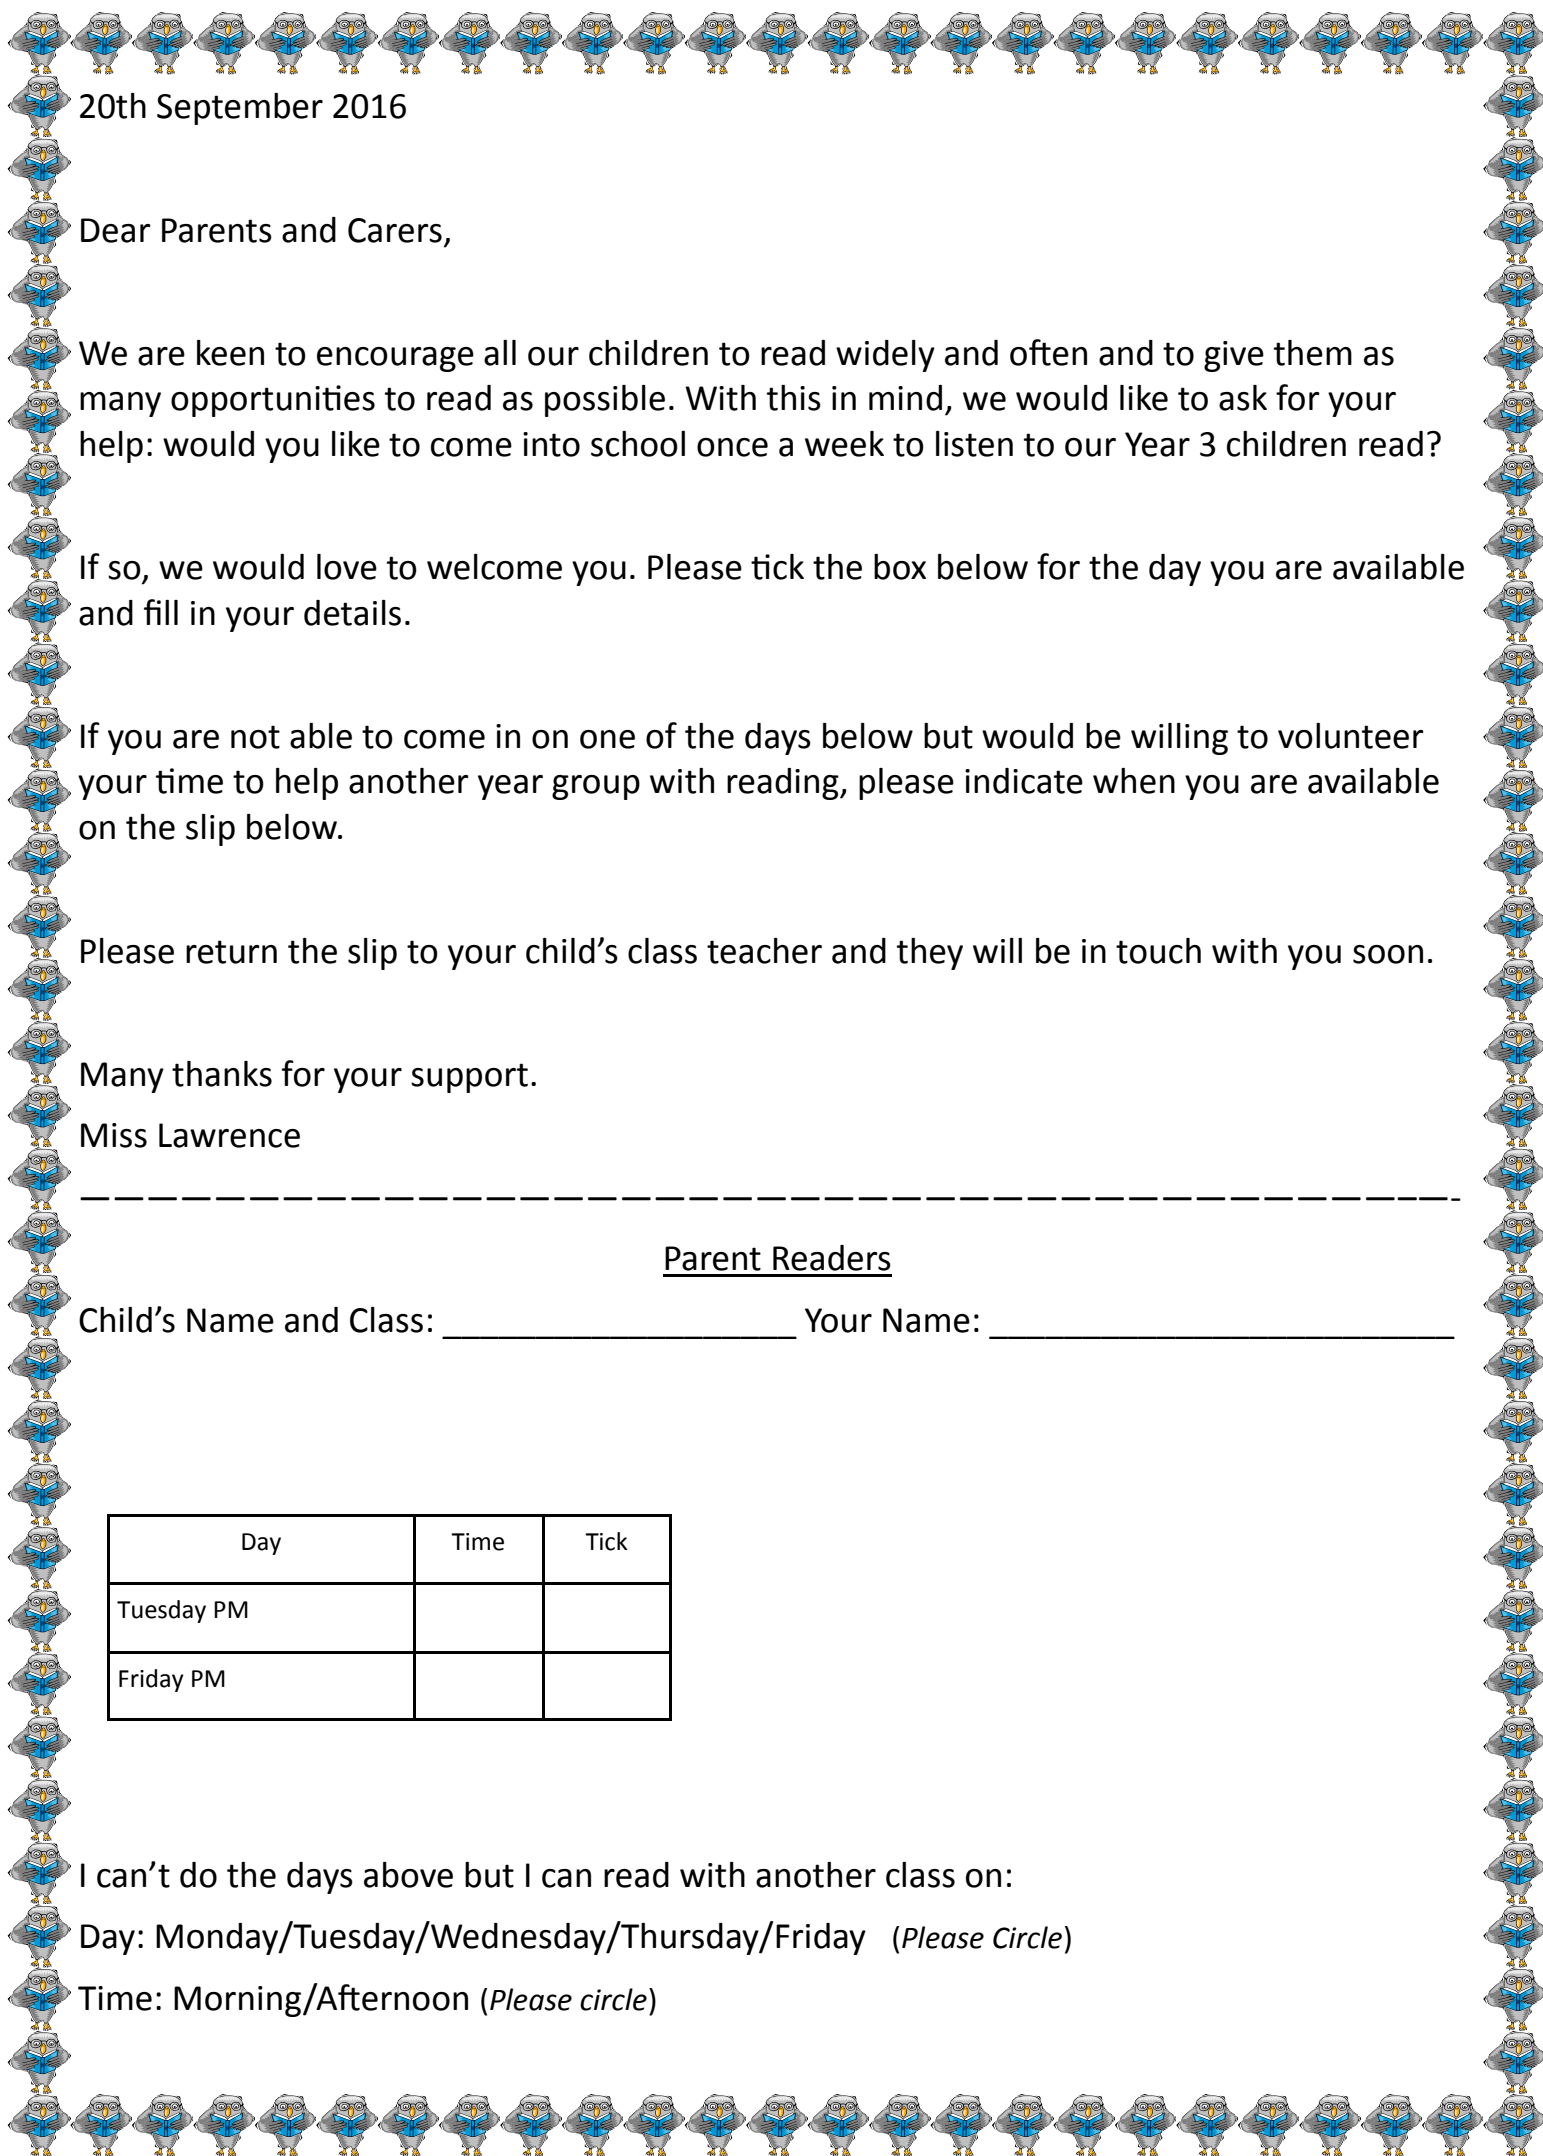 20th September 2016
Dear Parents and Carers,
We are keen to encourage all our children to read widely and often and to give them as
many opportunities to read as possible. With this in mind, we would like to ask for your
help: would you like to come into school once a week to listen to our Year 3 children read?
If so, we would love to welcome you. Please tick the box below for the day you are available
and fill in your details.
If you are not able to come in on one of the days below but would be willing to volunteer
your time to help another year group with reading, please indicate when you are available
on the slip below.
Please return the slip to your child’s class teacher and they will be in touch with you soon.
Many thanks for your support.
Miss Lawrence
Parent Readers
Child’s Name and Class: ___________________ Your Name: _________________________
Day Time Tick
Tuesday PM
Friday PM
I can’t do the days above but I can read with another class on:
Day: Monday/Tuesday/Wednesday/Thursday/Friday (Please Circle)
Time: Morning/Afternoon (Please circle)